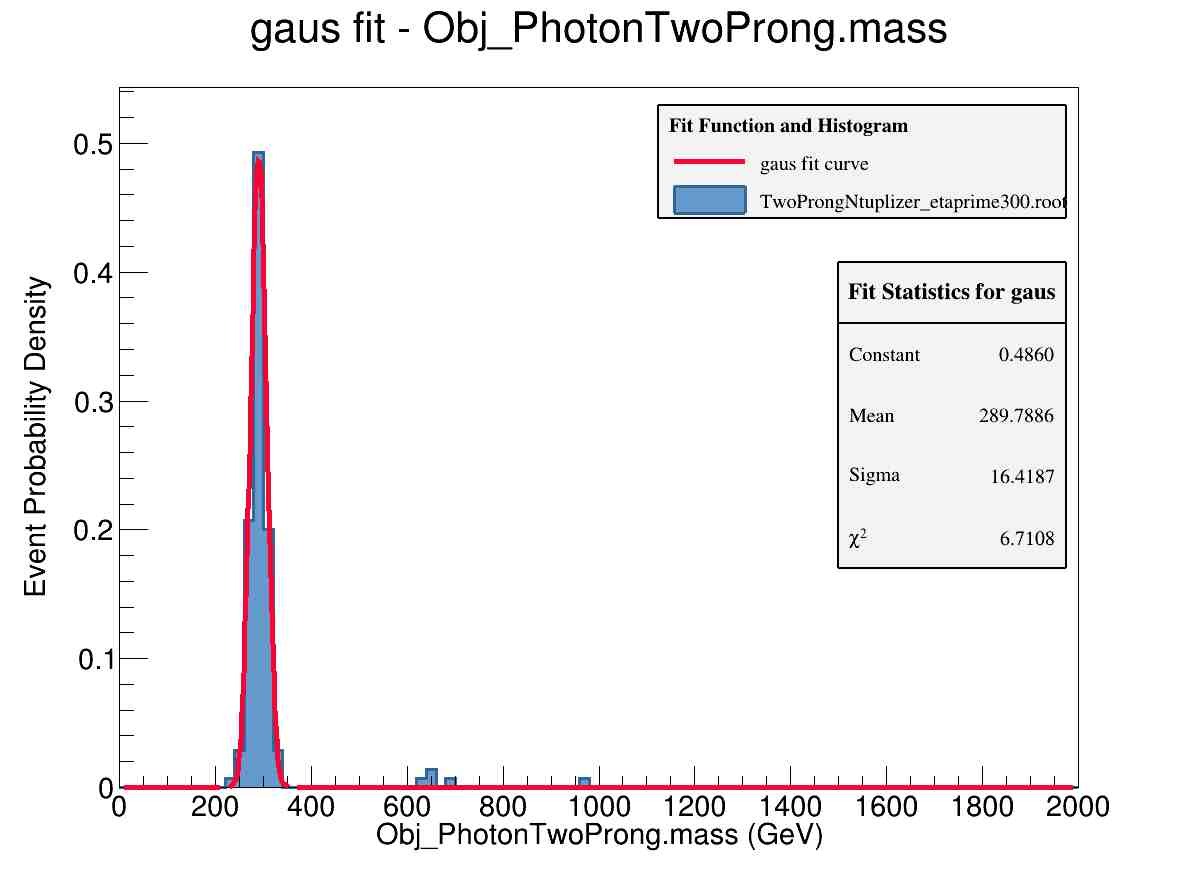 gaus fit - Obj_PhotonTwoProng.mass
Fit Function and Histogram
gaus fit curve
TwoProngNtuplizer_etaprime300.root
Fit Statistics for gaus
Constant 0.4860
Mean 289.7886
Sigma 16.4187
χ² 6.7108
Event Probability Density
0.5
0.4
0.3
0.2
0.1
0
0 200 400 600 800 1000 1200 1400 1600 1800 2000
Obj_PhotonTwoProng.mass (GeV)